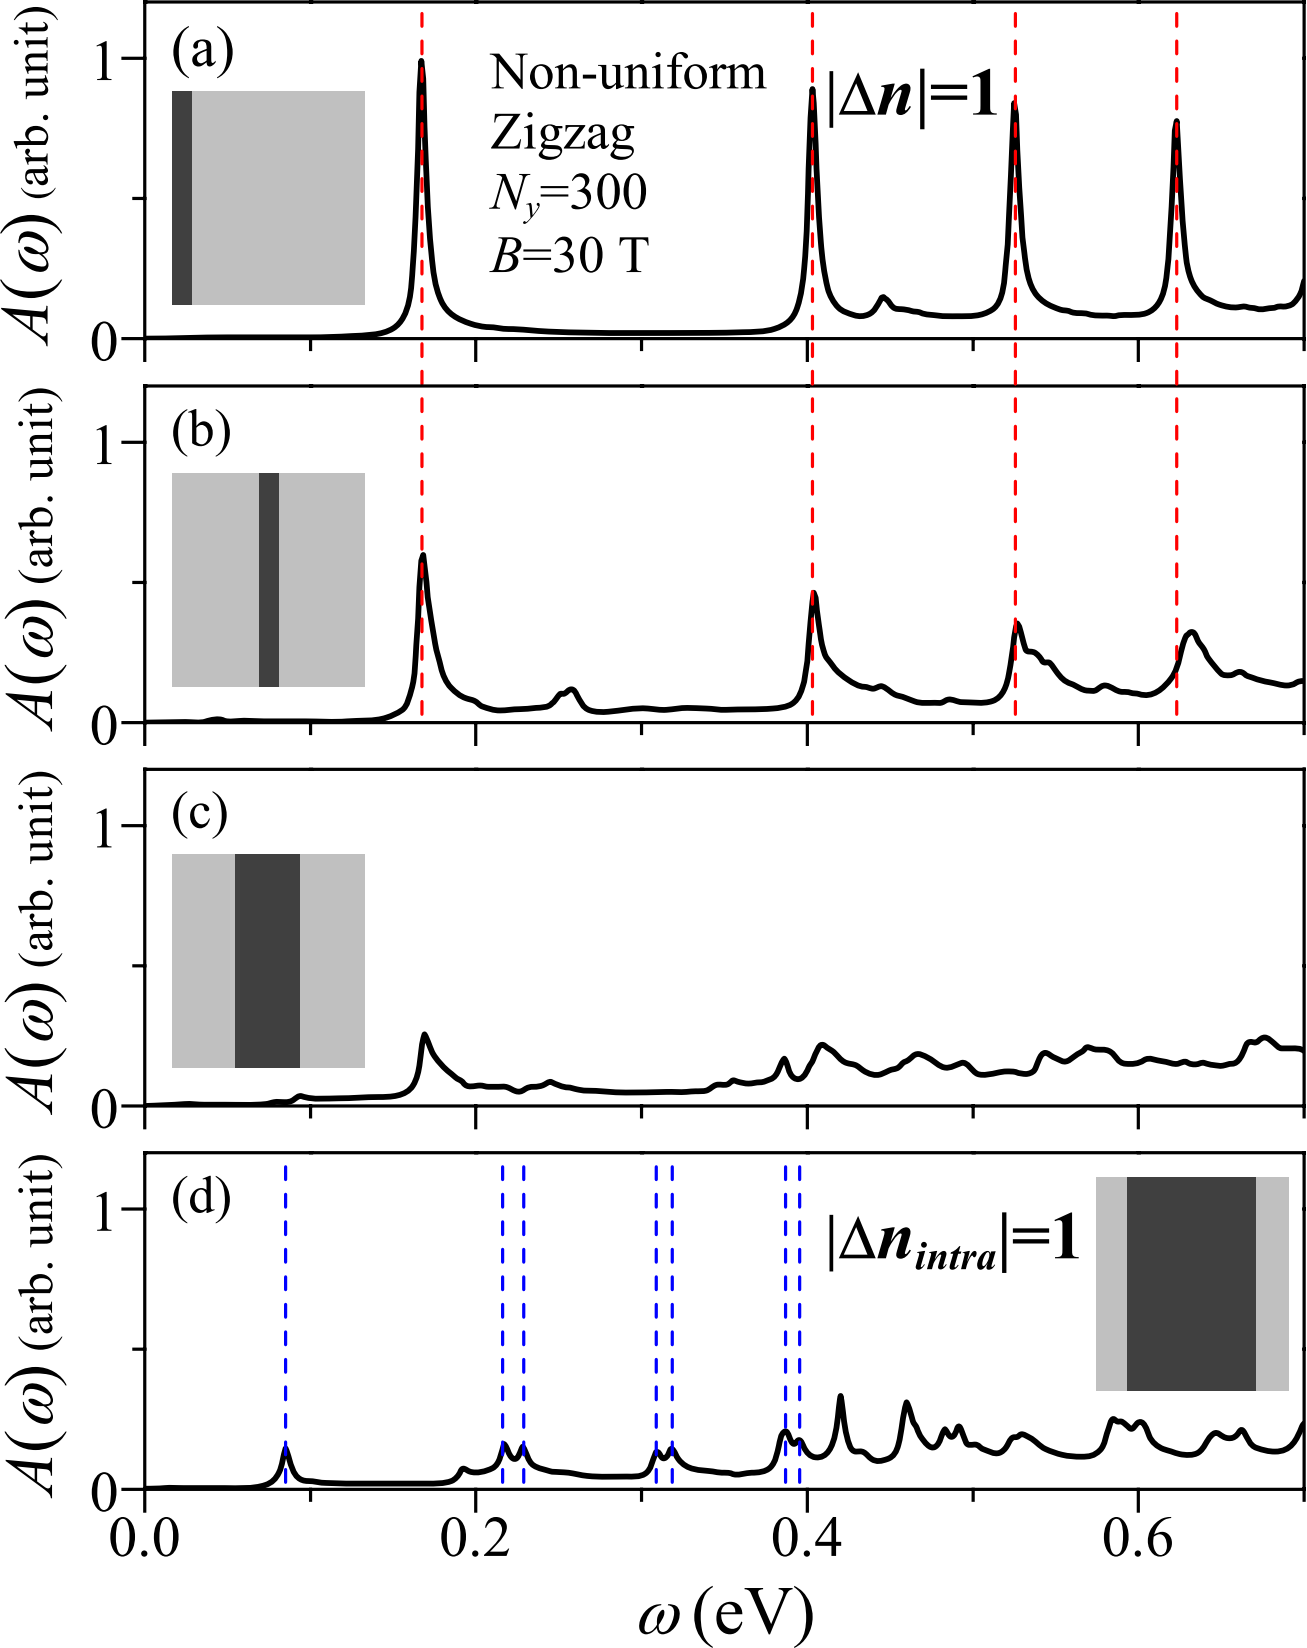 (a)
Non-uniform
Zigzag
N_y=300
B=30 T
|Δn|=1
1
0
A(ω) (arb. unit)
(b)
1
0
A(ω) (arb. unit)
(c)
1
0
A(ω) (arb. unit)
(d)
|Δn_intra|=1
1
0
A(ω) (arb. unit)
0.0 0.2 0.4 0.6
ω (eV)